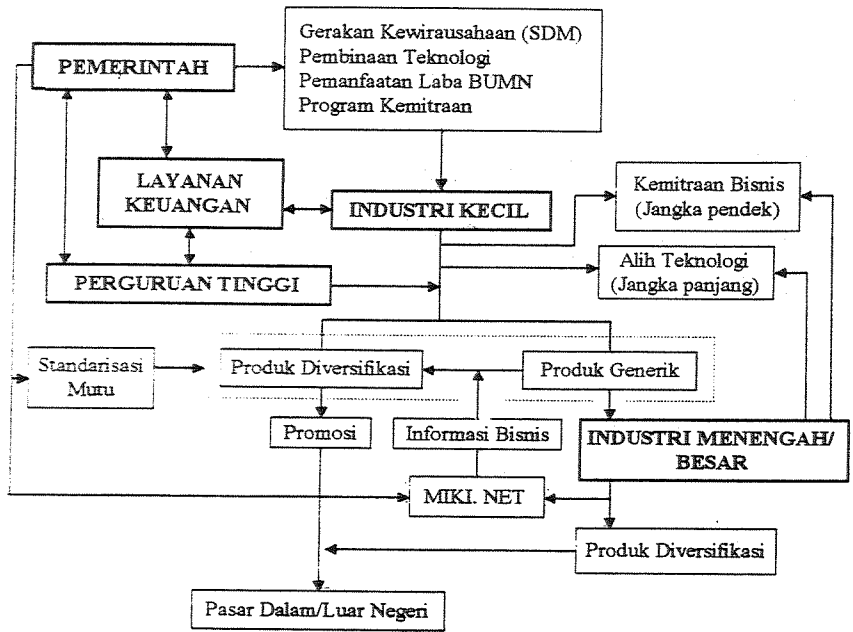 Gerakan Kewirausahaan (SDM)
Pembinaan Teknologi
Pemanfaatan Laba BUMN
Program Kemitraan
PEMERINTAH
LAYANAN
KEUANGAN
INDUSTRI KECIL
Kemitraan Bisnis
(Jangka pendek)
PERGURUAN TINGGI
Alih Teknologi
(Jangka panjang)
Standarisasi
Mutu
Produk Diversifikasi
Produk Generik
Promosi
Informasi Bisnis
INDUSTRI MENENGAH/
BESAR
MIKI. NET
Produk Diversifikasi
Pasar Dalam/Luar Negeri